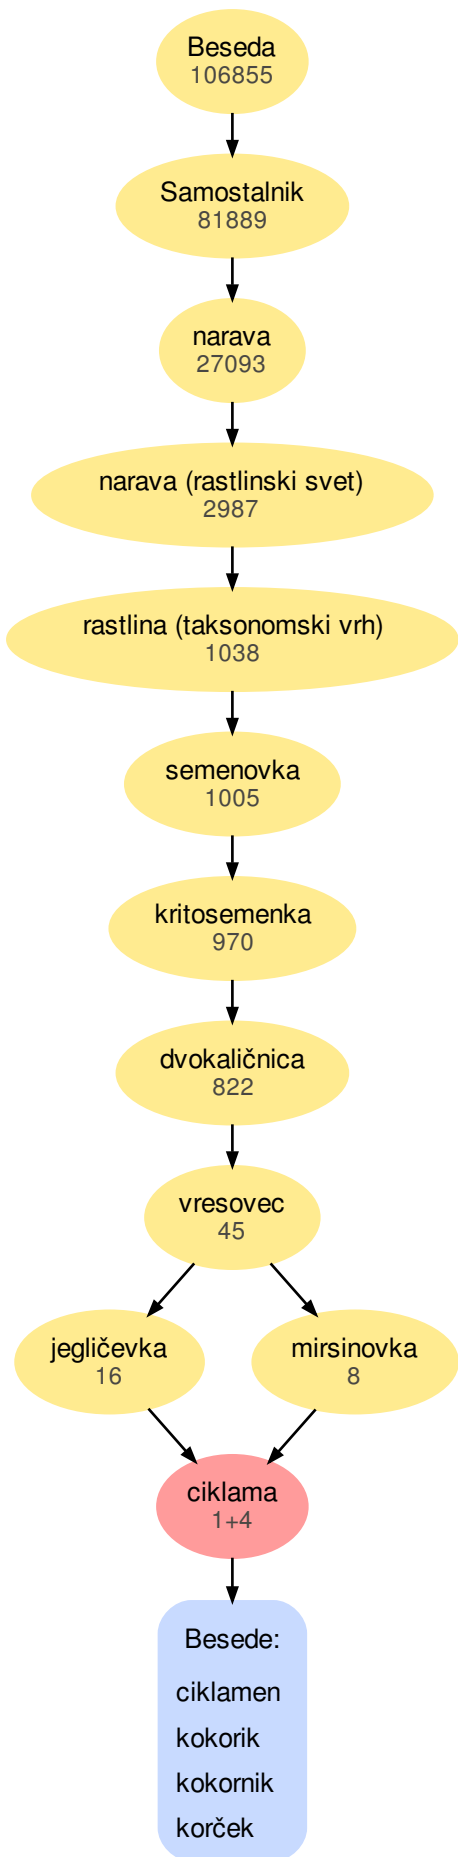 Beseda
106855
Samostalnik
81889
narava
27093
narava (rastlinski svet)
2987
rastlina (taksonomski vrh)
1038
semenovka
1005
kritosemenka
970
dvokaličnica
822
vresovec
45
jegličevka
16
mirsinovka
8
ciklama
1+4
Besede:
ciklamen
kokorik
kokornik
korček